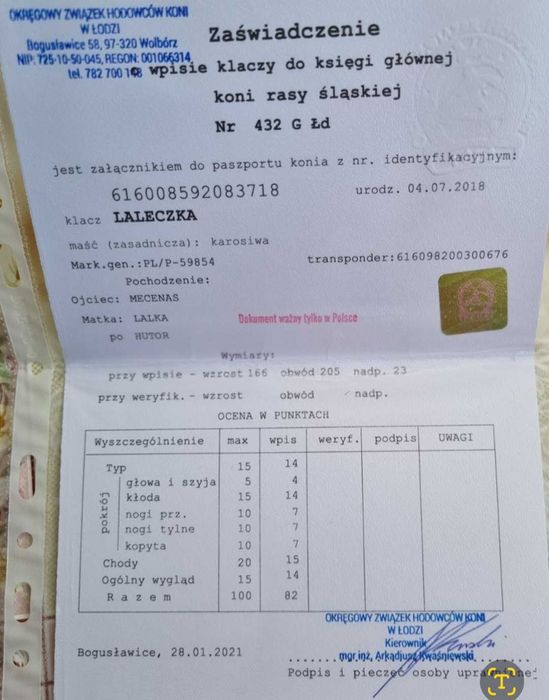 OKRĘGOWY ZWIĄZEK HODOWCÓW KONI
W ŁODZI
Bogusławice 58, 97-320 Wolbórz
NIP: 725-10-50-045, REGON: 001066314
tel. 782 700 108
Zaświadczenie
wpisie klaczy do księgi głównej
koni rasy śląskiej
Nr 432 G Łd
jest załącznikiem do paszportu konia z nr. identyfikacyjnym:
616008592083718 urodz. 04.07.2018
klacz LALECZKA
maść (zasadnicza): karosiwa
Mark.gen.:PL/P-59854 transponder:616098200300676
Pochodzenie:
Ojciec: MECENAS
Matka: LALKA Dokument ważny tylko w Polsce
po HUTOR
Wymiary:
przy wpisie - wzrost 166 obwód 205 nadp. 23
przy weryfik. - wzrost obwód nadp.
OCENA W PUNKTACH
Wyszczególnienie max wpis weryf. podpis UWAGI
Typ 15 14
pokrój
głowa i szyja 5 4
kłoda 15 14
nogi prz. 10 7
nogi tylne 10 7
kopyta 10 7
Chody 20 15
Ogólny wygląd 15 14
R a z e m 100 82
OKRĘGOWY ZWIĄZEK HODOWCÓW KONI
W ŁODZI
Kierownik
Bogusławice, 28.01.2021
mgr.inż. Arkadiusz Kwaśniewski
Podpis i pieczęć osoby